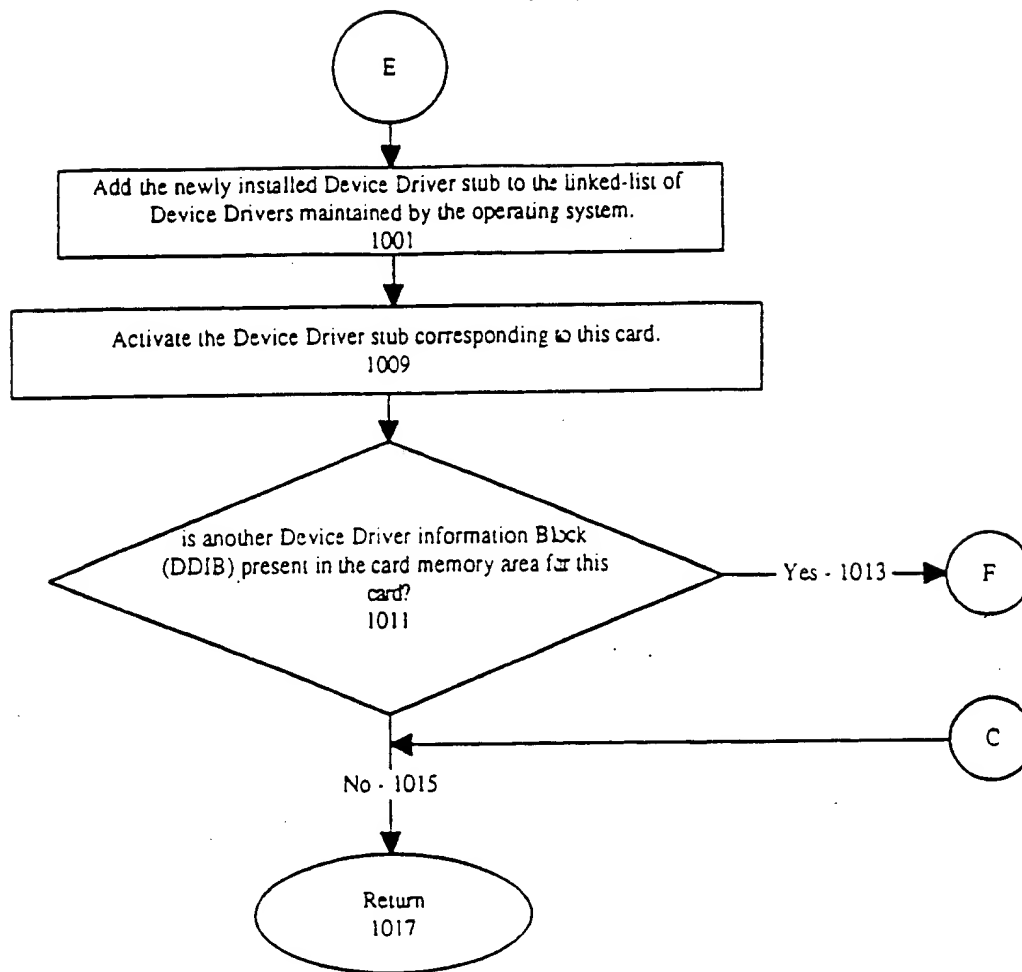 E
Add the newly installed Device Driver stub to the linked-list of
Device Drivers maintained by the operating system.
1001
Activate the Device Driver stub corresponding to this card.
1009
is another Device Driver information Block
(DDIB) present in the card memory area for this
card?
1011
Yes - 1013
F
C
No - 1015
Return
1017